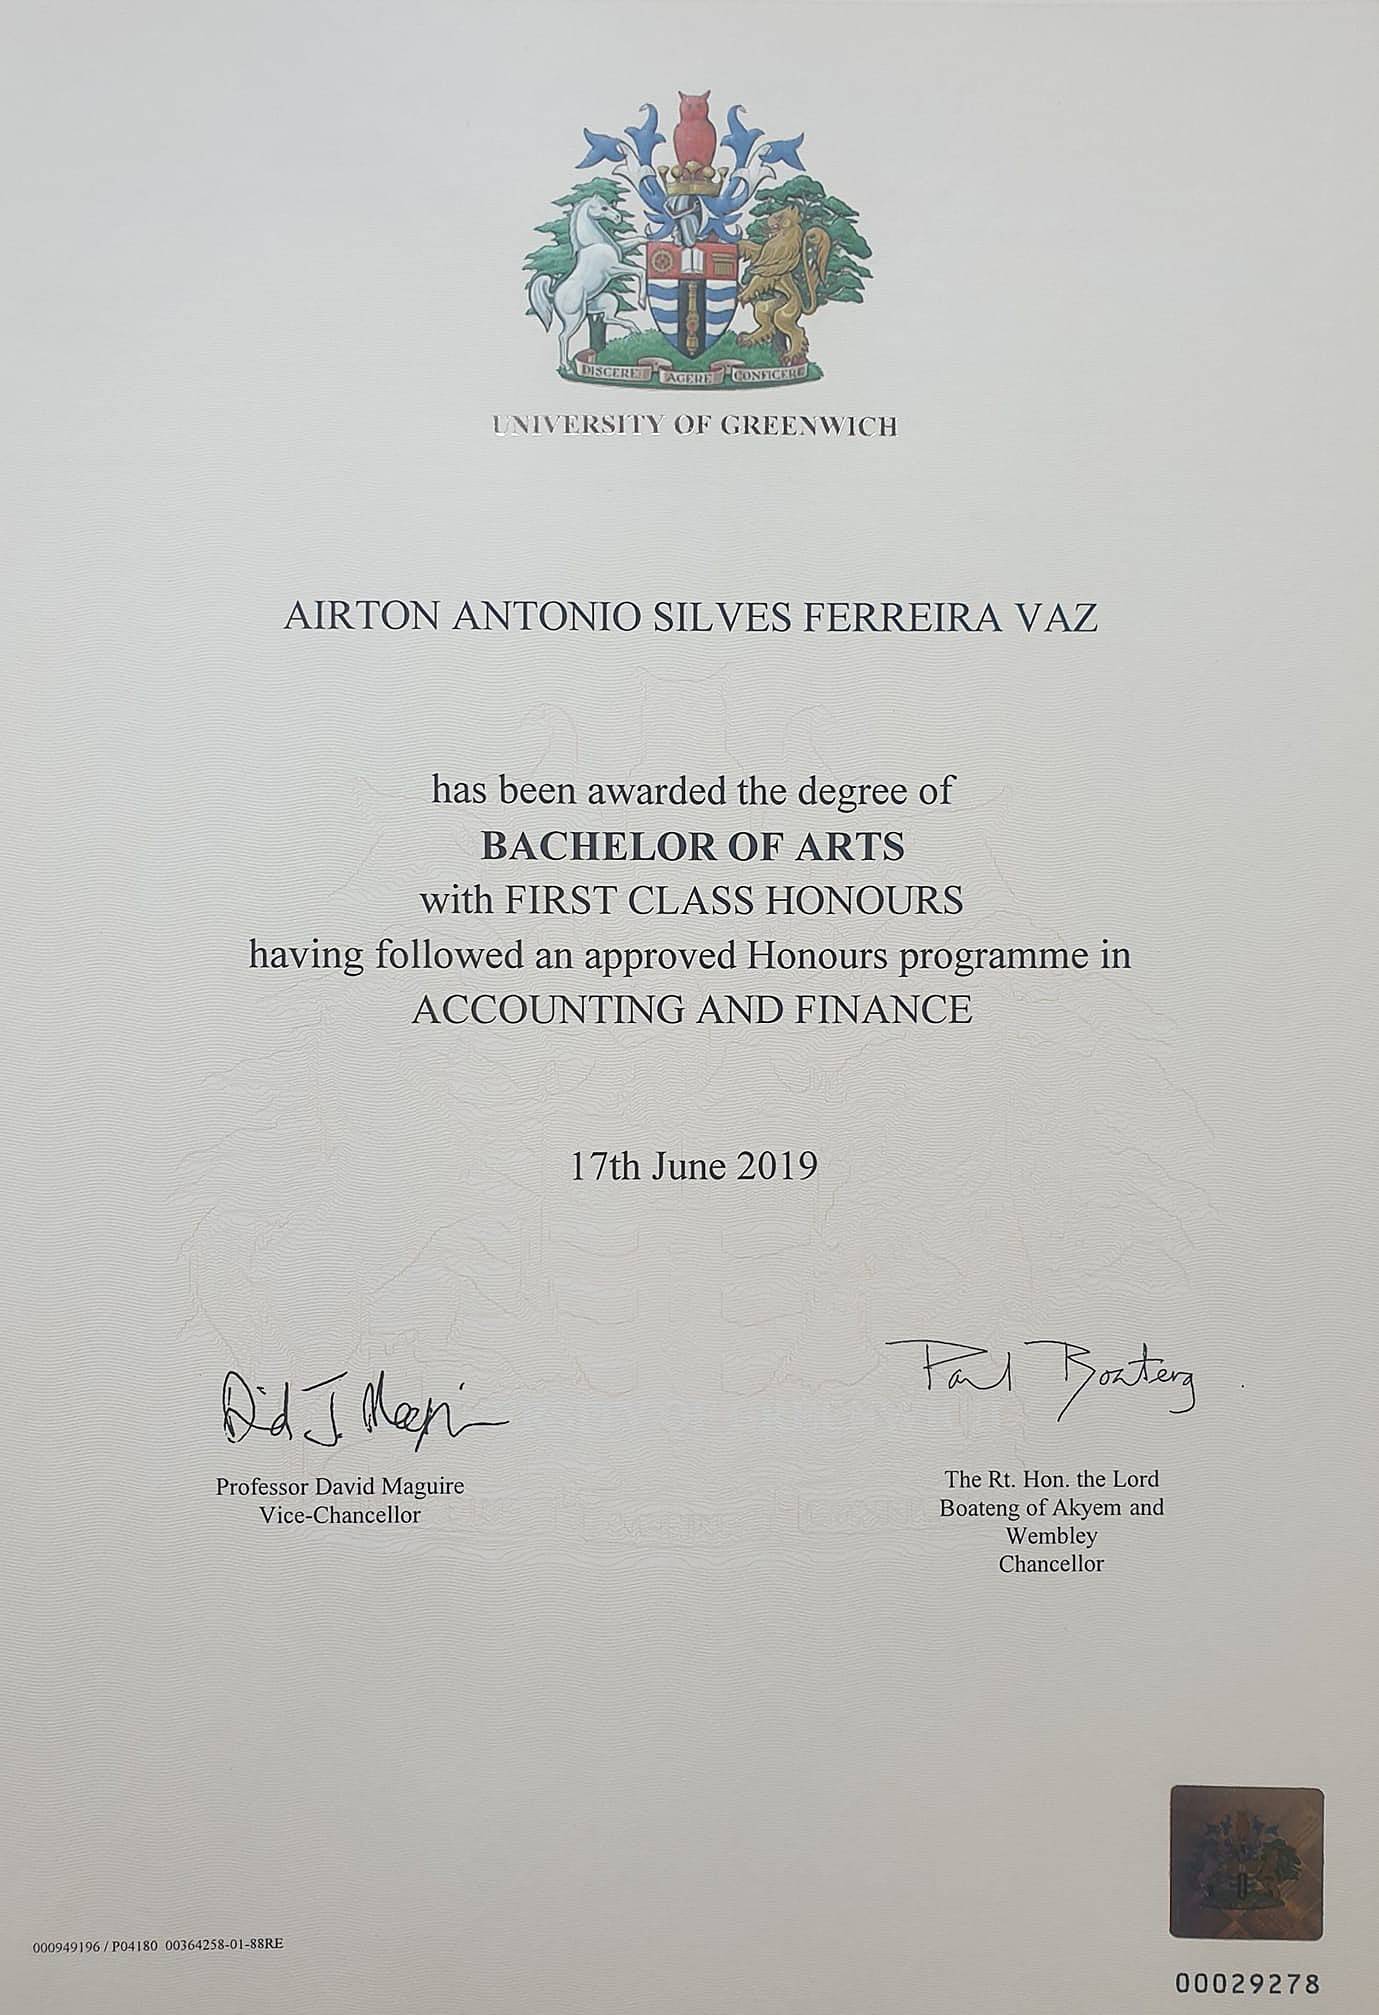 DISCERE AGERE CONFICERE
UNIVERSITY OF GREENWICH
AIRTON ANTONIO SILVES FERREIRA VAZ
has been awarded the degree of
BACHELOR OF ARTS
with FIRST CLASS HONOURS
having followed an approved Honours programme in
ACCOUNTING AND FINANCE
17th June 2019
Professor David Maguire
Vice-Chancellor
Paul Boateng
The Rt. Hon. the Lord
Boateng of Akyem and
Wembley
Chancellor
000949196 / P04180 00364258-01-88RE
00029278